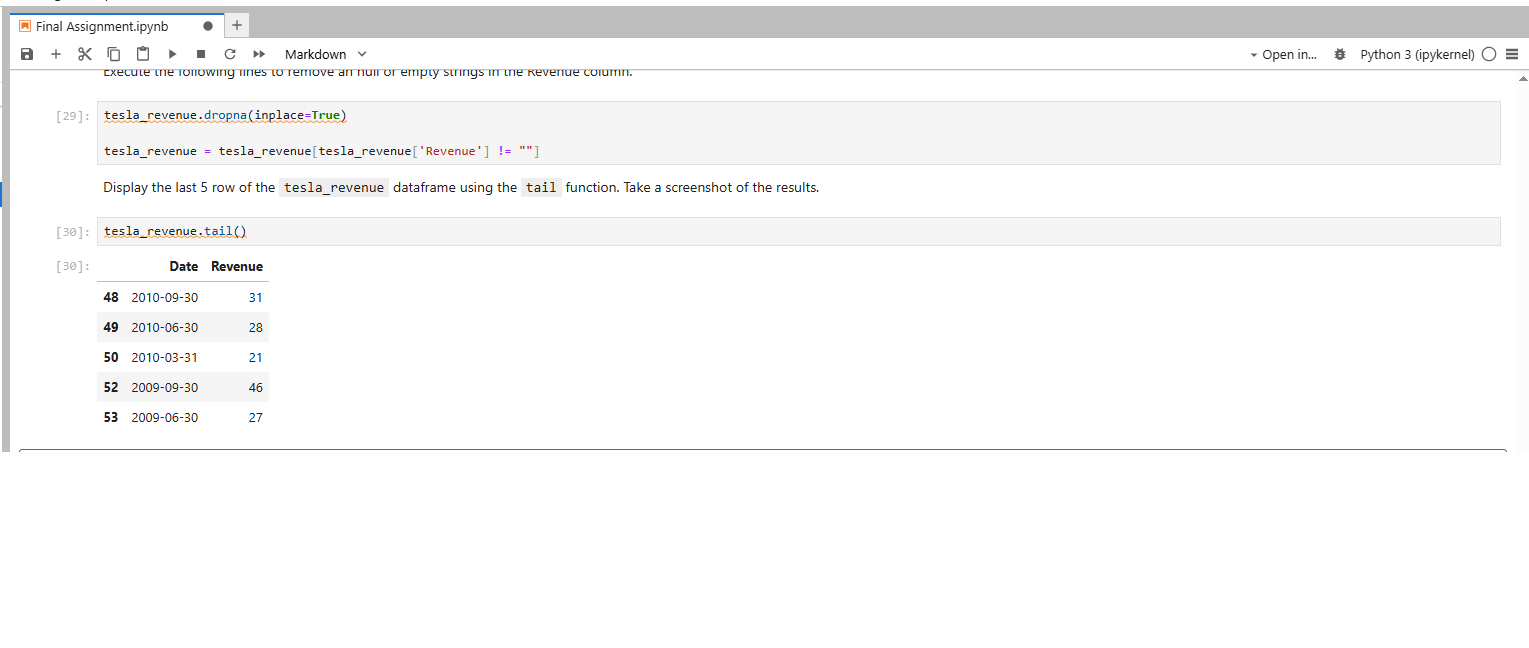 Final Assignment.ipynb
Markdown
Open in...
Python 3 (ipykernel)
Execute the following lines to remove an null or empty strings in the Revenue column.
[29]:
tesla_revenue.dropna(inplace=True)
tesla_revenue = tesla_revenue[tesla_revenue['Revenue'] != ""]
Display the last 5 row of the tesla_revenue dataframe using the tail function. Take a screenshot of the results.
[30]:
tesla_revenue.tail()
[30]:
Date Revenue
48 2010-09-30 31
49 2010-06-30 28
50 2010-03-31 21
52 2009-09-30 46
53 2009-06-30 27